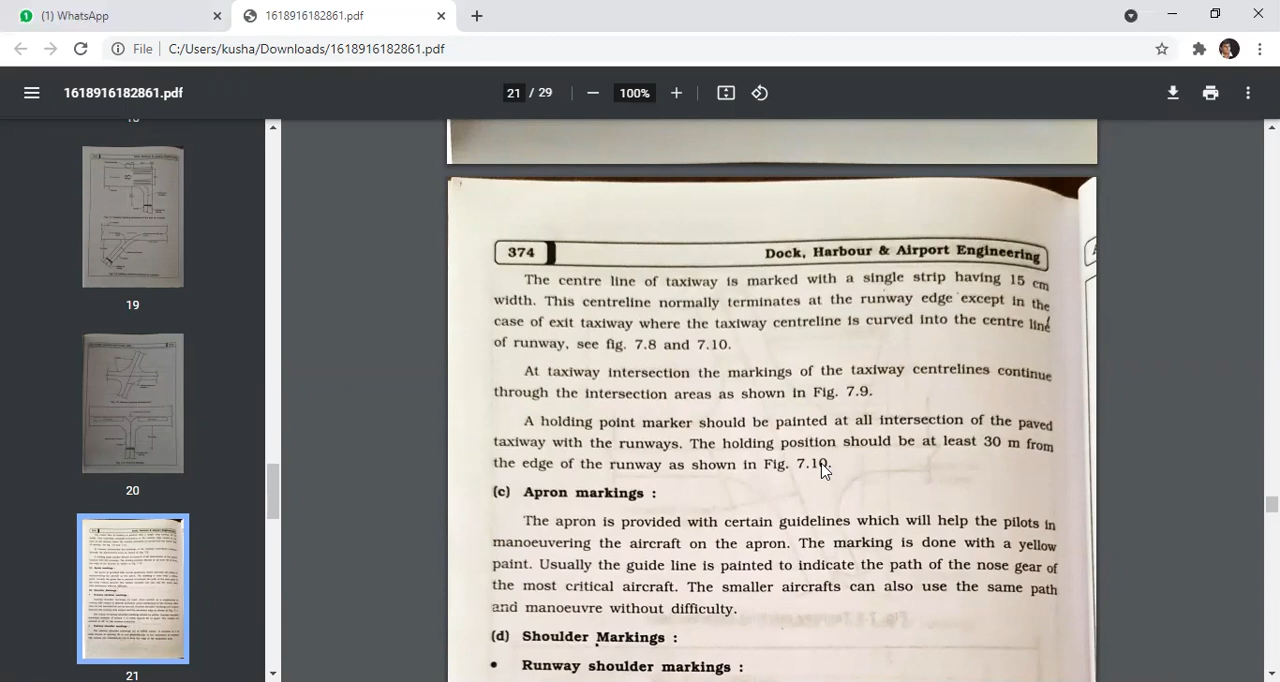 (1) WhatsApp
1618916182861.pdf
File
C:/Users/kusha/Downloads/1618916182861.pdf
1618916182861.pdf
21 / 29
100%
19
20
21
374
Dock, Harbour & Airport Engineering
The centre line of taxiway is marked with a single strip having 15 cm
width. This centreline normally terminates at the runway edge except in the
case of exit taxiway where the taxiway centreline is curved into the centre line
of runway, see fig. 7.8 and 7.10.
At taxiway intersection the markings of the taxiway centrelines continue
through the intersection areas as shown in Fig. 7.9.
A holding point marker should be painted at all intersection of the paved
taxiway with the runways. The holding position should be at least 30 m from
the edge of the runway as shown in Fig. 7.10.
(c) Apron markings :
The apron is provided with certain guidelines which will help the pilots in
manoeuvering the aircraft on the apron. The marking is done with a yellow
paint. Usually the guide line is painted to indicate the path of the nose gear of
the most critical aircraft. The smaller aircrafts can also use the same path
and manoeuvre without difficulty.
(d) Shoulder Markings :
• Runway shoulder markings :